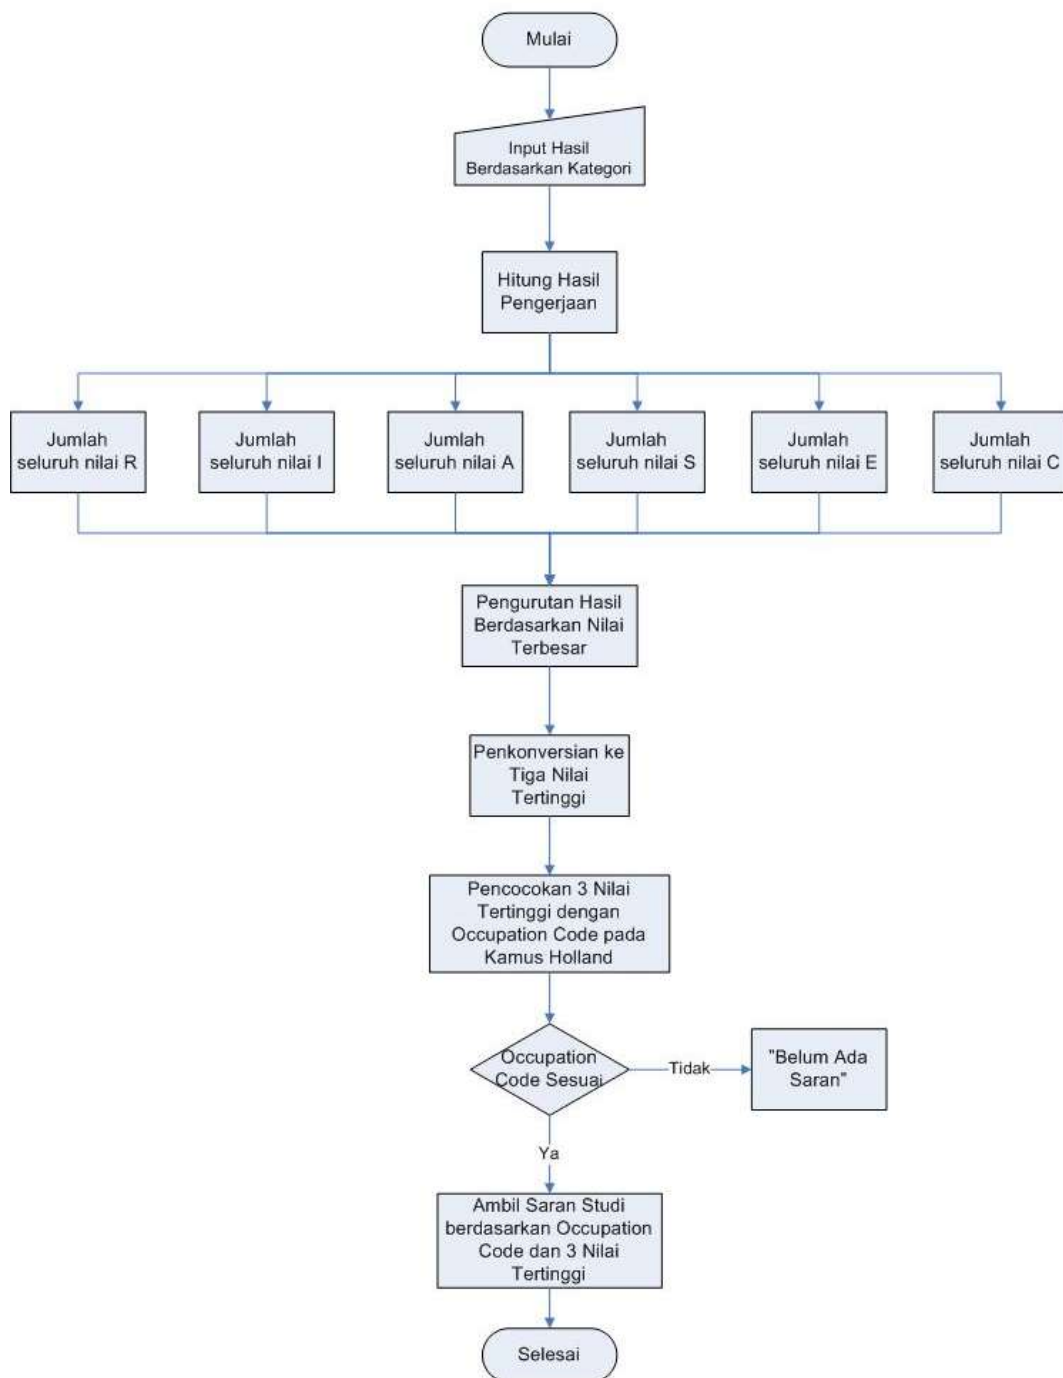 Mulai
Input Hasil
Berdasarkan Kategori
Hitung Hasil
Pengerjaan
Jumlah
seluruh nilai R
Jumlah
seluruh nilai I
Jumlah
seluruh nilai A
Jumlah
seluruh nilai S
Jumlah
seluruh nilai E
Jumlah
seluruh nilai C
Pengurutan Hasil
Berdasarkan Nilai
Terbesar
Penkonversian ke
Tiga Nilai
Tertinggi
Pencocokan 3 Nilai
Tertinggi dengan
Occupation Code pada
Kamus Holland
Occupation
Code Sesuai
Tidak
"Belum Ada
Saran"
Ya
Ambil Saran Studi
berdasarkan Occupation
Code dan 3 Nilai
Tertinggi
Selesai